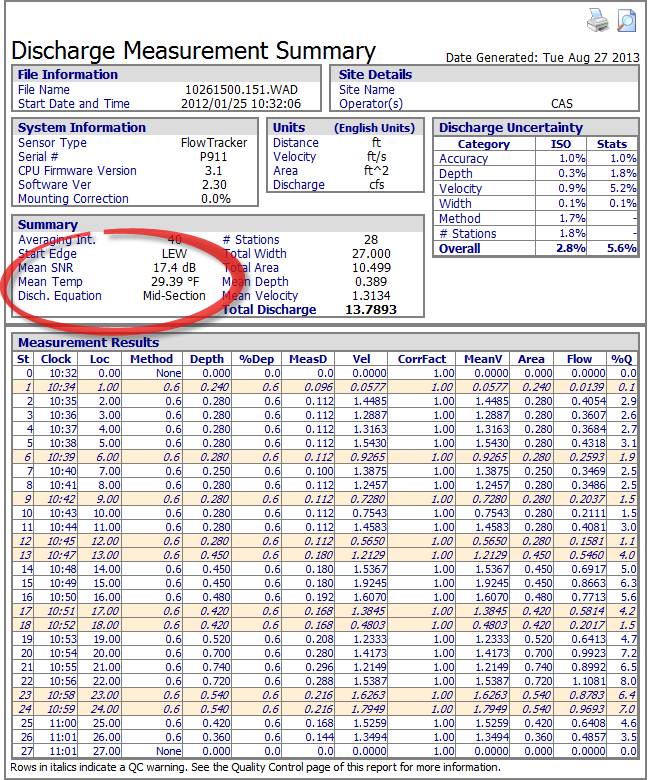 Discharge Measurement Summary
Date Generated: Tue Aug 27 2013
File Information
File Name 10261500.151.WAD
Start Date and Time 2012/01/25 10:32:06
Site Details
Site Name
Operator(s) CAS
System Information
Sensor Type FlowTracker
Serial # P911
CPU Firmware Version 3.1
Software Ver 2.30
Mounting Correction 0.0%
Units (English Units)
Distance ft
Velocity ft/s
Area ft^2
Discharge cfs
Discharge Uncertainty
Category ISO Stats
Accuracy 1.0% 1.0%
Depth 0.3% 1.8%
Velocity 0.9% 5.2%
Width 0.1% 0.1%
Method 1.7% -
# Stations 1.8% -
Overall 2.8% 5.6%
Summary
Averaging Int. 40 # Stations 28
Start Edge LEW Total Width 27.000
Mean SNR 17.4 dB Total Area 10.499
Mean Temp 29.39 °F Mean Depth 0.389
Disch. Equation Mid-Section Mean Velocity 1.3134
Total Discharge 13.7893
Measurement Results
St Clock Loc Method Depth %Dep MeasD Vel CorrFact MeanV Area Flow %Q
0 10:32 0.00 None 0.000 0.0 0.0 0.0000 1.00 0.0000 0.000 0.0000 0.0
1 10:34 1.00 0.6 0.240 0.6 0.096 0.0577 1.00 0.0577 0.240 0.0139 0.1
2 10:35 2.00 0.6 0.280 0.6 0.112 1.4485 1.00 1.4485 0.280 0.4054 2.9
3 10:36 3.00 0.6 0.280 0.6 0.112 1.2887 1.00 1.2887 0.280 0.3607 2.6
4 10:37 4.00 0.6 0.280 0.6 0.112 1.3163 1.00 1.3163 0.280 0.3684 2.7
5 10:38 5.00 0.6 0.280 0.6 0.112 1.5430 1.00 1.5430 0.280 0.4318 3.1
6 10:39 6.00 0.6 0.280 0.6 0.112 0.9265 1.00 0.9265 0.280 0.2593 1.9
7 10:40 7.00 0.6 0.250 0.6 0.100 1.3875 1.00 1.3875 0.250 0.3469 2.5
8 10:41 8.00 0.6 0.280 0.6 0.112 1.2457 1.00 1.2457 0.280 0.3486 2.5
9 10:42 9.00 0.6 0.280 0.6 0.112 0.7280 1.00 0.7280 0.280 0.2037 1.5
10 10:43 10.00 0.6 0.280 0.6 0.112 0.7543 1.00 0.7543 0.280 0.2111 1.5
11 10:44 11.00 0.6 0.280 0.6 0.112 1.4583 1.00 1.4583 0.280 0.4081 3.0
12 10:45 12.00 0.6 0.280 0.6 0.112 0.5650 1.00 0.5650 0.280 0.1581 1.1
13 10:47 13.00 0.6 0.450 0.6 0.180 1.2129 1.00 1.2129 0.450 0.5460 4.0
14 10:48 14.00 0.6 0.450 0.6 0.180 1.5367 1.00 1.5367 0.450 0.6917 5.0
15 10:49 15.00 0.6 0.450 0.6 0.180 1.9245 1.00 1.9245 0.450 0.8663 6.3
16 10:50 16.00 0.6 0.480 0.6 0.192 1.6070 1.00 1.6070 0.480 0.7713 5.6
17 10:51 17.00 0.6 0.420 0.6 0.168 1.3845 1.00 1.3845 0.420 0.5814 4.2
18 10:52 18.00 0.6 0.420 0.6 0.168 0.4803 1.00 0.4803 0.420 0.2017 1.5
19 10:53 19.00 0.6 0.520 0.6 0.208 1.2333 1.00 1.2333 0.520 0.6413 4.7
20 10:54 20.00 0.6 0.700 0.6 0.280 1.4173 1.00 1.4173 0.700 0.9923 7.2
21 10:55 21.00 0.6 0.740 0.6 0.296 1.2149 1.00 1.2149 0.740 0.8992 6.5
22 10:56 22.00 0.6 0.720 0.6 0.288 1.5387 1.00 1.5387 0.720 1.1081 8.0
23 10:58 23.00 0.6 0.540 0.6 0.216 1.6263 1.00 1.6263 0.540 0.8783 6.4
24 10:59 24.00 0.6 0.540 0.6 0.216 1.7949 1.00 1.7949 0.540 0.9693 7.0
25 11:00 25.00 0.6 0.420 0.6 0.168 1.5259 1.00 1.5259 0.420 0.6408 4.6
26 11:01 26.00 0.6 0.360 0.6 0.144 1.3494 1.00 1.3494 0.360 0.4857 3.5
27 11:01 27.00 None 0.000 0.0 0.0 0.0000 1.00 0.0000 0.000 0.0000 0.0
Rows in italics indicate a QC warning. See the Quality Control page of this report for more information.